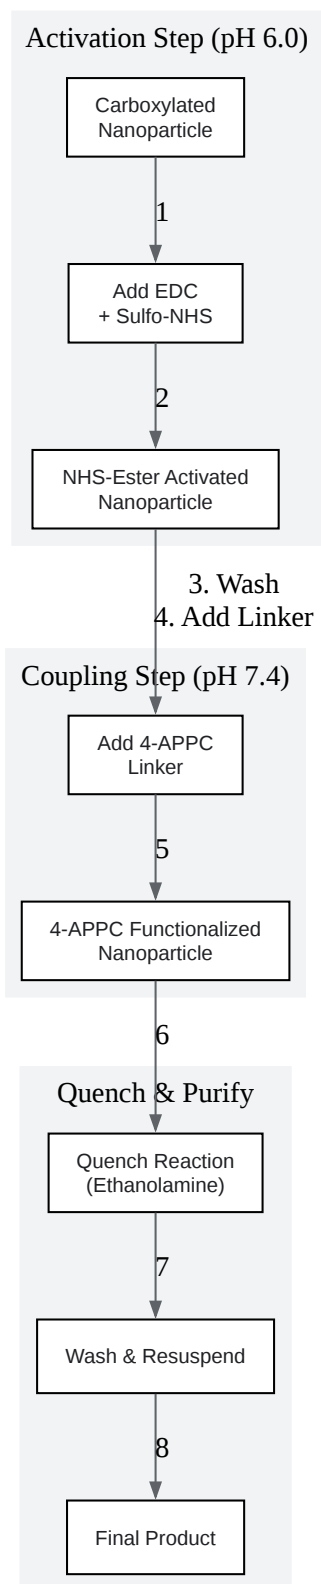 Activation Step (pH 6.0)
Carboxylated
Nanoparticle
1
Add EDC
+ Sulfo-NHS
2
NHS-Ester Activated
Nanoparticle
3. Wash
4. Add Linker
Coupling Step (pH 7.4)
Add 4-APPC
Linker
5
4-APPC Functionalized
Nanoparticle
6
Quench & Purify
Quench Reaction
(Ethanolamine)
7
Wash & Resuspend
8
Final Product